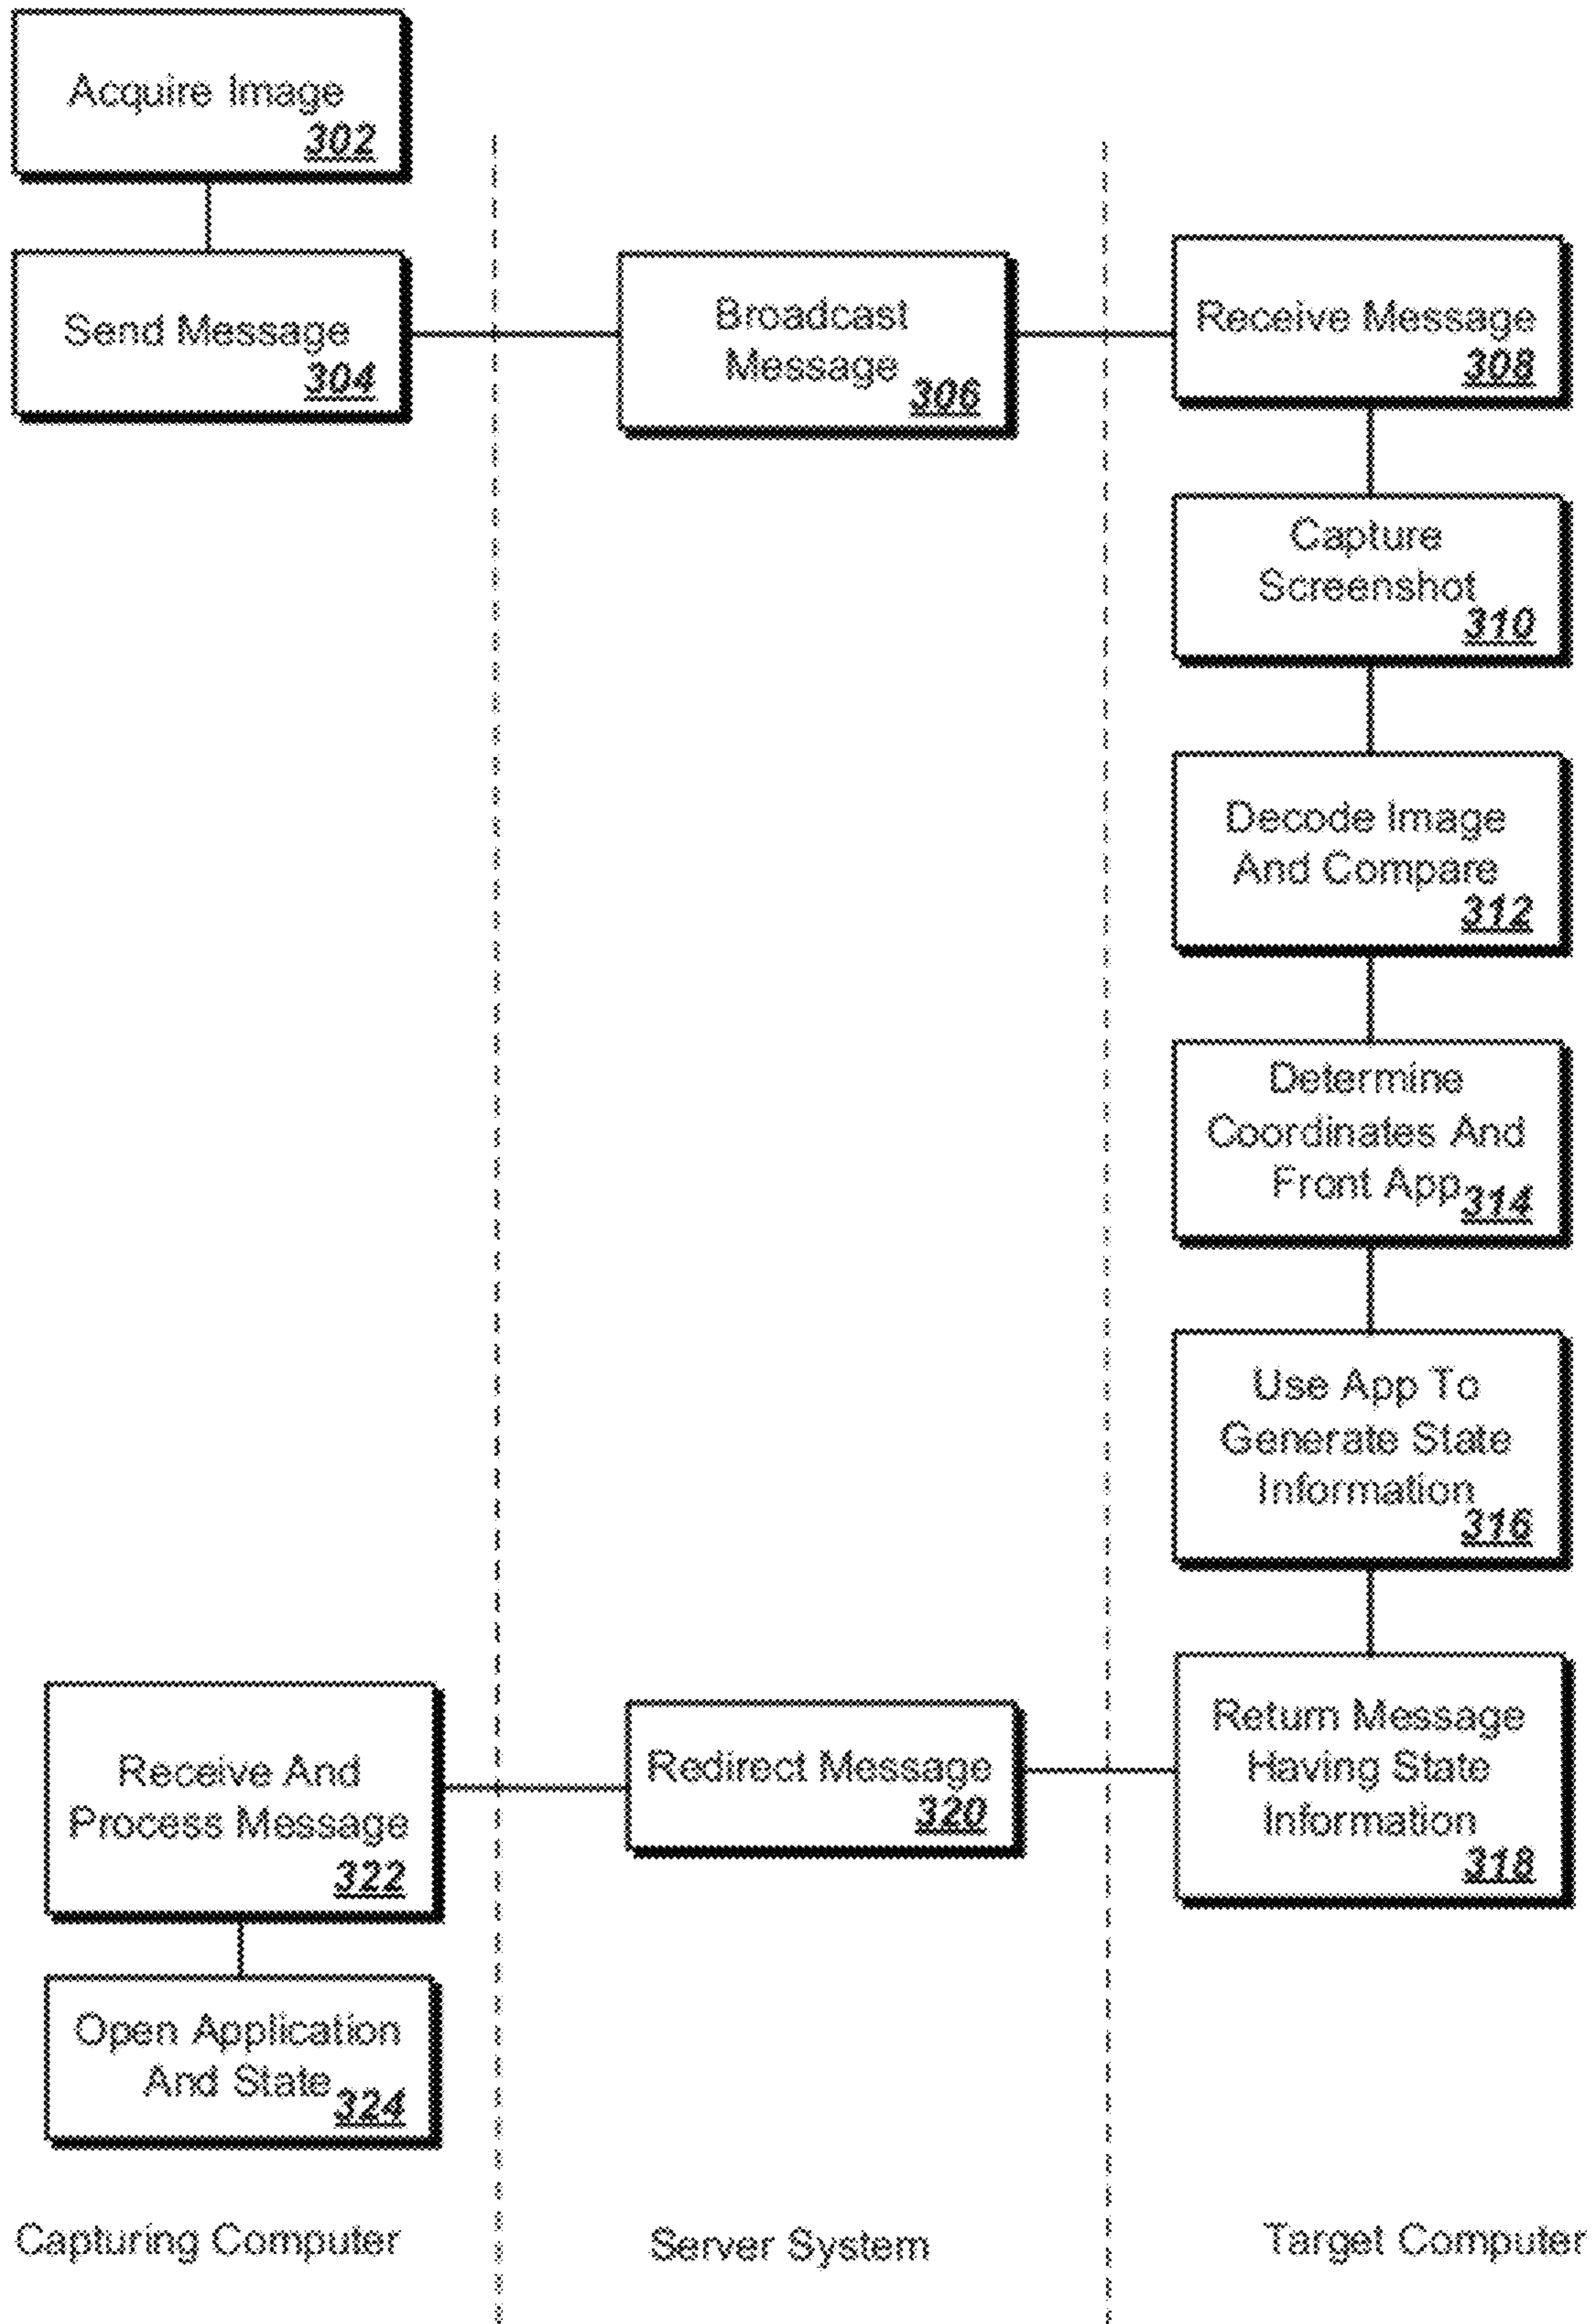 Acquire Image
302
Send Message
304
Broadcast
Message
306
Receive Message
308
Capture
Screenshot
310
Decode Image
And Compare
312
Determine
Coordinates And
Front App
314
Use App To
Generate State
Information
316
Return Message
Having State
Information
318
Redirect Message
320
Receive And
Process Message
322
Open Application
And State
324
Capturing Computer
Server System
Target Computer